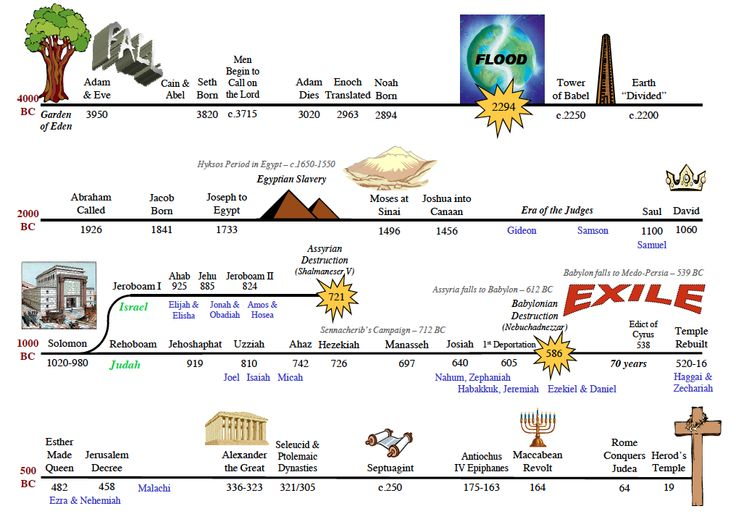 FALL
FLOOD
Men
Begin to
Adam
Cain &
Seth
Call on
Adam
Enoch
Noah
Tower
Earth
& Eve
Abel
Born
the Lord
Dies
Translated
Born
of Babel
"Divided"
4000
BC
Garden
of Eden
3950
3820
c.3715
3020
2963
2894
2294
c.2250
c.2200
Hyksos Period in Egypt – c.1650-1550
Egyptian Slavery
Abraham
Called
Jacob
Born
Joseph to
Egypt
Moses at
Sinai
Joshua into
Canaan
Era of the Judges
Saul
David
2000
BC
1926
1841
1733
1496
1456
Gideon
Samson
1100
1060
Samuel
Assyrian
Destruction
(Shalmaneser V)
Jeroboam I
Ahab
925
Jehu
885
Jeroboam II
824
721
Israel
Elijah &
Elisha
Jonah &
Obadiah
Amos &
Hosea
Babylon falls to Medo-Persia – 539 BC
Assyria falls to Babylon – 612 BC
EXILE
Babylonian
Destruction
(Nebuchadnezzar)
Sennacherib's Campaign – 712 BC
Edict of
Cyrus
538
Temple
Rebuilt
1000
BC
Solomon
Rehoboam
Jehoshaphat
Uzziah
Ahaz
Hezekiah
Manasseh
Josiah
1st Deportation
586
1020-980
Judah
919
810
742
726
697
640
605
70 years
520-16
Joel
Isaiah
Micah
Nahum, Zephaniah
Habakkuk, Jeremiah
Ezekiel & Daniel
Haggai &
Zechariah
Esther
Made
Queen
Jerusalem
Decree
Alexander
the Great
Seleucid &
Ptolemaic
Dynasties
Septuagint
Antiochus
IV Epiphanes
Maccabean
Revolt
Rome
Conquers
Judea
Herod's
Temple
500
BC
482
458
Malachi
336-323
321/305
c.250
175-163
164
64
19
Ezra & Nehemiah